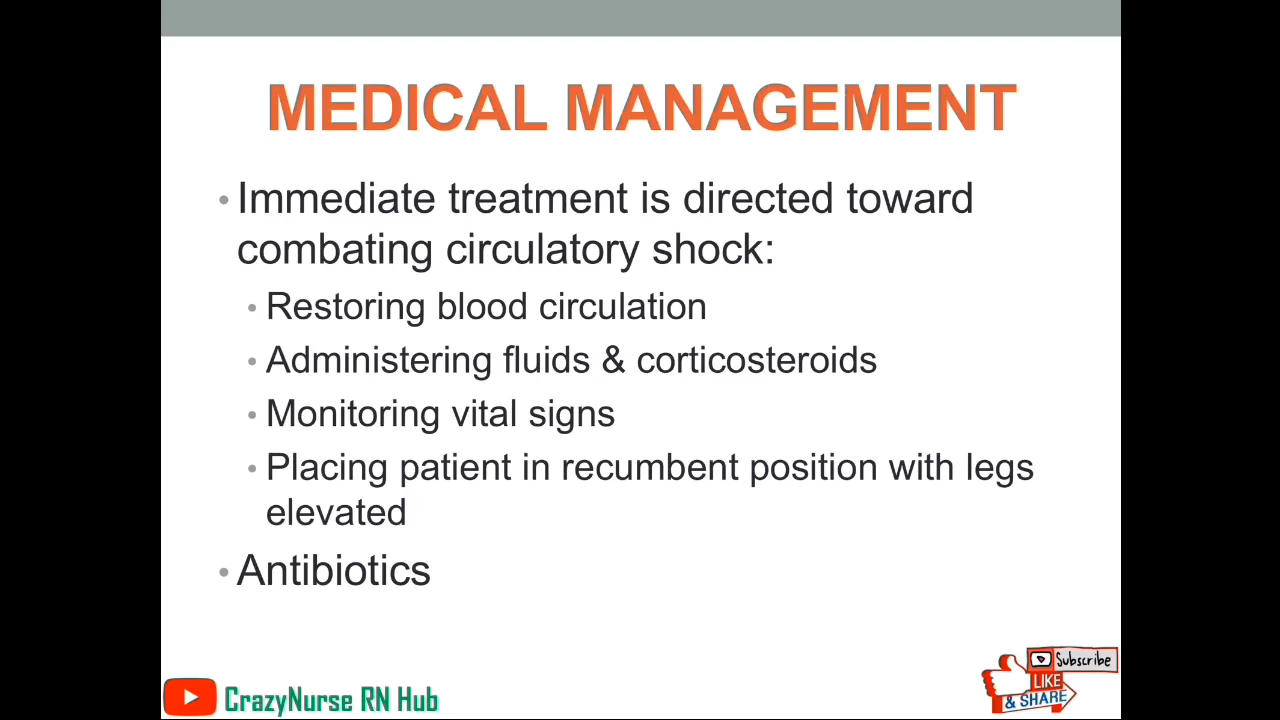 MEDICAL MANAGEMENT
• Immediate treatment is directed toward
combating circulatory shock:
• Restoring blood circulation
• Administering fluids & corticosteroids
• Monitoring vital signs
• Placing patient in recumbent position with legs
elevated
• Antibiotics
Subscribe
LIKE
& SHARE
CrazyNurse RN Hub